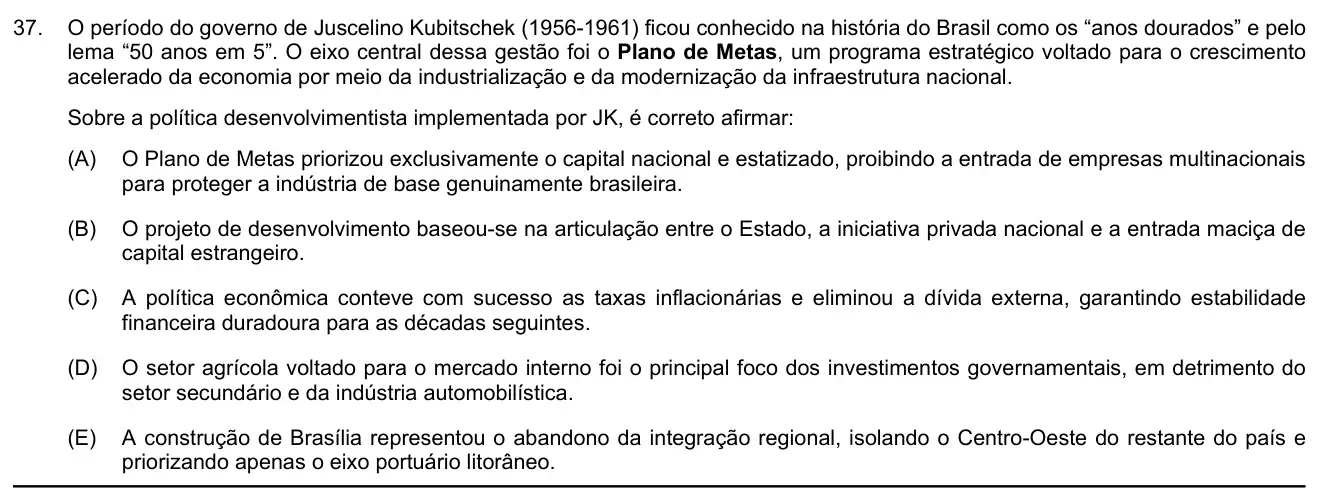 37. O período do governo de Juscelino Kubitschek (1956-1961) ficou conhecido na história do Brasil como os “anos dourados” e pelo
lema “50 anos em 5”. O eixo central dessa gestão foi o Plano de Metas, um programa estratégico voltado para o crescimento
acelerado da economia por meio da industrialização e da modernização da infraestrutura nacional.
Sobre a política desenvolvimentista implementada por JK, é correto afirmar:
(A) O Plano de Metas priorizou exclusivamente o capital nacional e estatizado, proibindo a entrada de empresas multinacionais
para proteger a indústria de base genuinamente brasileira.
(B) O projeto de desenvolvimento baseou-se na articulação entre o Estado, a iniciativa privada nacional e a entrada maciça de
capital estrangeiro.
(C) A política econômica conteve com sucesso as taxas inflacionárias e eliminou a dívida externa, garantindo estabilidade
financeira duradoura para as décadas seguintes.
(D) O setor agrícola voltado para o mercado interno foi o principal foco dos investimentos governamentais, em detrimento do
setor secundário e da indústria automobilística.
(E) A construção de Brasília representou o abandono da integração regional, isolando o Centro-Oeste do restante do país e
priorizando apenas o eixo portuário litorâneo.